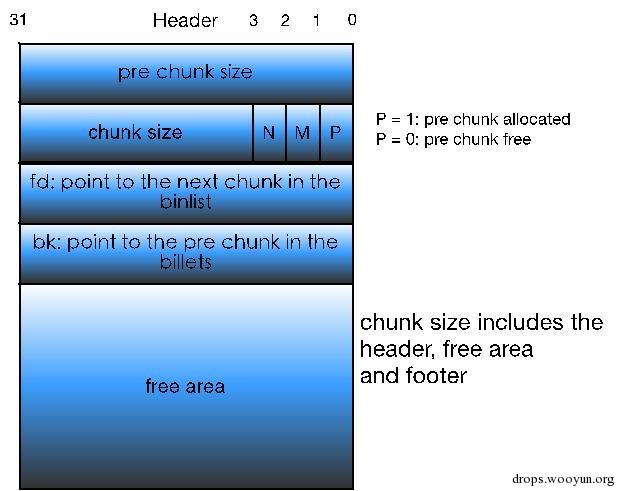 31 Header 3 2 1 0
pre chunk size
chunk size N M P
P = 1: pre chunk allocated
P = 0: pre chunk free
fd: point to the next chunk in the
binlist
bk: point to the pre chunk in the
billets
free area
chunk size includes the
header, free area
and footer
drops.wooyun.org